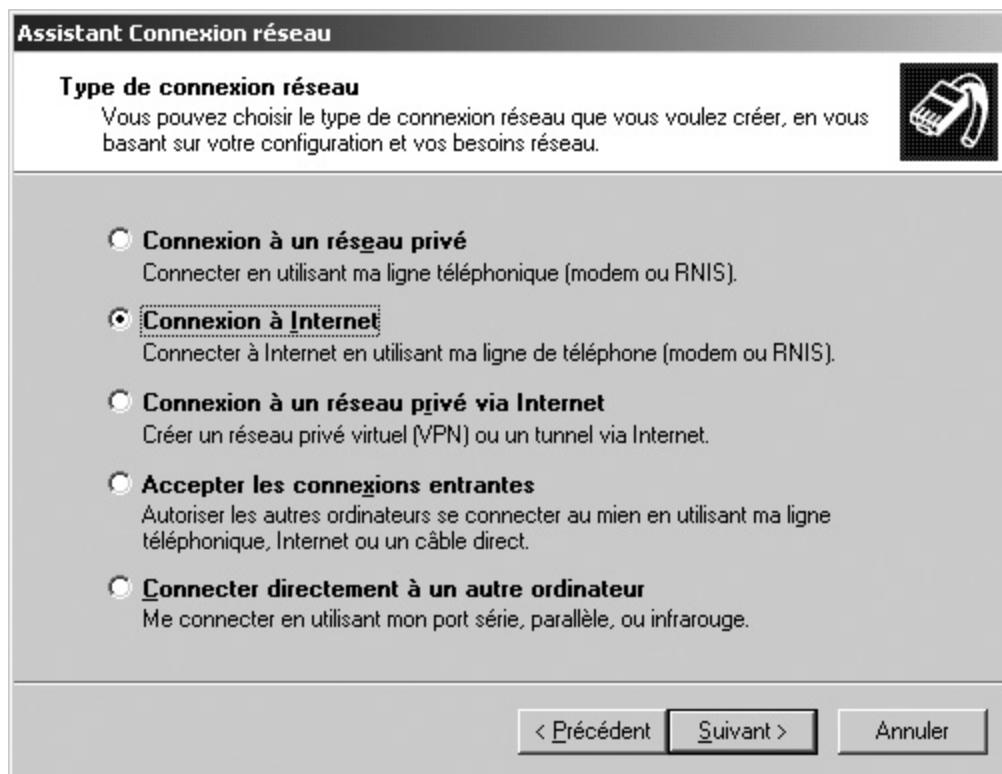 Assistant Connexion réseau
Type de connexion réseau
Vous pouvez choisir le type de connexion réseau que vous voulez créer, en vous
basant sur votre configuration et vos besoins réseau.
Connexion à un réseau privé
Connecter en utilisant ma ligne téléphonique (modem ou RNIS).
Connexion à Internet
Connecter à Internet en utilisant ma ligne de téléphone (modem ou RNIS).
Connexion à un réseau privé via Internet
Créer un réseau privé virtuel (VPN) ou un tunnel via Internet.
Accepter les connexions entrantes
Autoriser les autres ordinateurs se connecter au mien en utilisant ma ligne
téléphonique, Internet ou un câble direct.
Connecter directement à un autre ordinateur
Me connecter en utilisant mon port série, parallèle, ou infrarouge.
< Précédent Suivant > Annuler